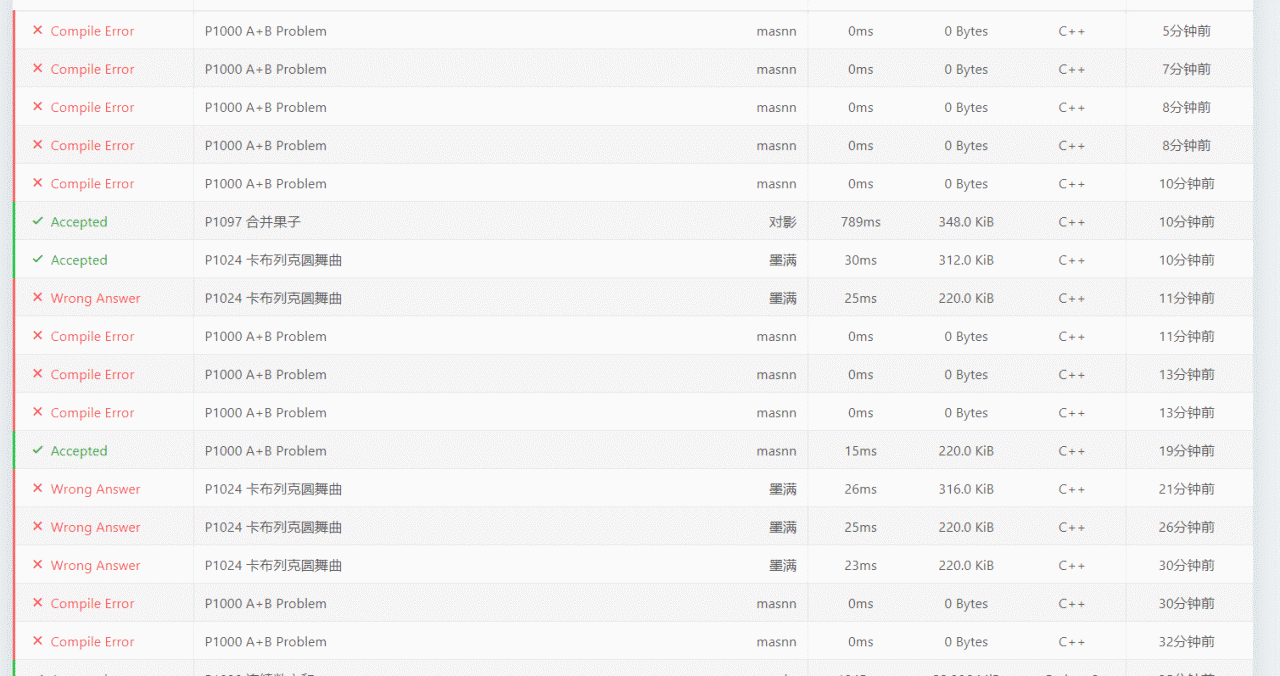 Compile Error P1000 A+B Problem masnn 0ms 0 Bytes C++ 5分钟前
Compile Error P1000 A+B Problem masnn 0ms 0 Bytes C++ 7分钟前
Compile Error P1000 A+B Problem masnn 0ms 0 Bytes C++ 8分钟前
Compile Error P1000 A+B Problem masnn 0ms 0 Bytes C++ 8分钟前
Compile Error P1000 A+B Problem masnn 0ms 0 Bytes C++ 10分钟前
Accepted P1097 合并果子 对影 789ms 348.0 KiB C++ 10分钟前
Accepted P1024 卡布列克圆舞曲 墨满 30ms 312.0 KiB C++ 10分钟前
Wrong Answer P1024 卡布列克圆舞曲 墨满 25ms 220.0 KiB C++ 11分钟前
Compile Error P1000 A+B Problem masnn 0ms 0 Bytes C++ 11分钟前
Compile Error P1000 A+B Problem masnn 0ms 0 Bytes C++ 13分钟前
Compile Error P1000 A+B Problem masnn 0ms 0 Bytes C++ 13分钟前
Accepted P1000 A+B Problem masnn 15ms 220.0 KiB C++ 19分钟前
Wrong Answer P1024 卡布列克圆舞曲 墨满 26ms 316.0 KiB C++ 21分钟前
Wrong Answer P1024 卡布列克圆舞曲 墨满 25ms 220.0 KiB C++ 26分钟前
Wrong Answer P1024 卡布列克圆舞曲 墨满 23ms 220.0 KiB C++ 30分钟前
Compile Error P1000 A+B Problem masnn 0ms 0 Bytes C++ 30分钟前
Compile Error P1000 A+B Problem masnn 0ms 0 Bytes C++ 32分钟前